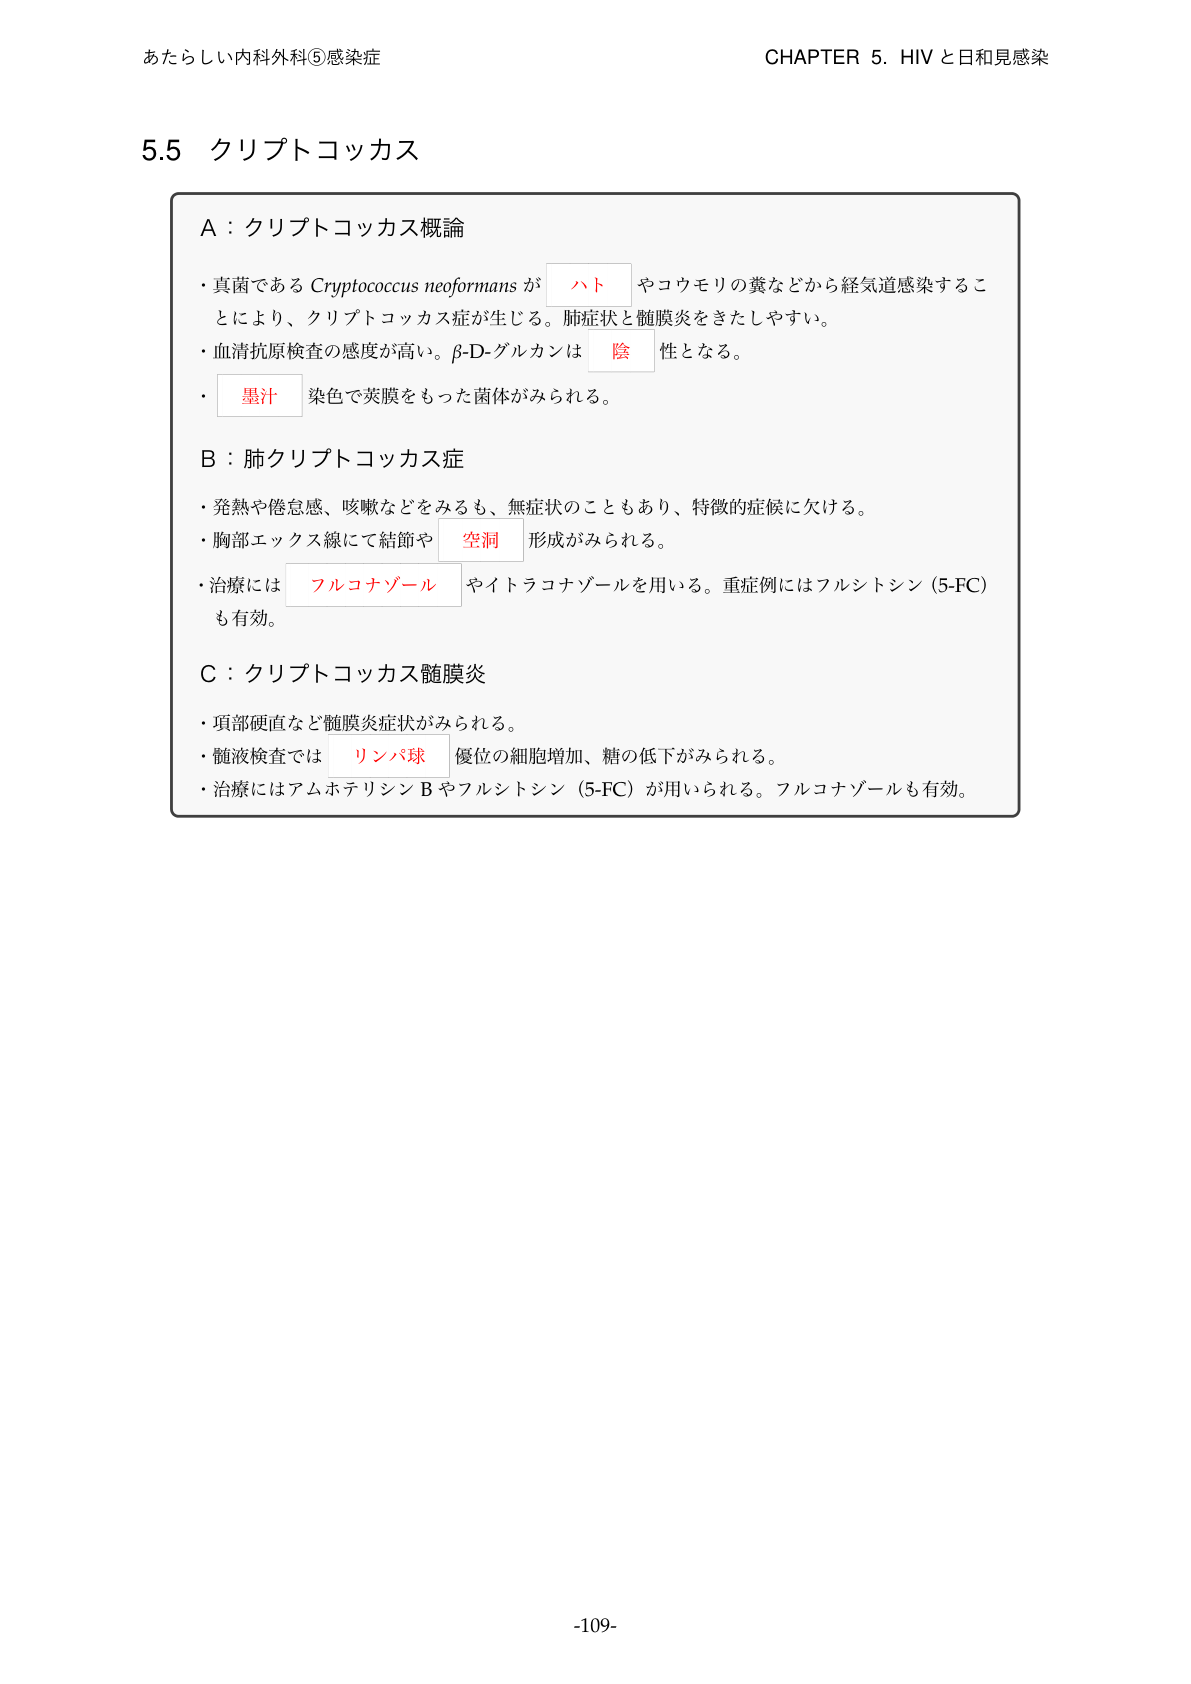 あたらしい内科外科⑤感染症
CHAPTER 5. HIV と日和見感染
5.5 クリプトコッカス
A：クリプトコッカス概論
・真菌である Cryptococcus neoformans が ハト やコウモリの糞などから経気道感染するこ
とにより、クリプトコッカス症が生じる。肺症状と髄膜炎をきたしやすい。
・血清抗原検査の感度が高い。β-D-グルカンは 陰 性となる。
・ 墨汁 染色で莢膜をもった菌体がみられる。
B：肺クリプトコッカス症
・発熱や倦怠感、咳嗽などをみるも、無症状のこともあり、特徴的症候に欠ける。
・胸部エックス線にて結節や 空洞 形成がみられる。
・治療には フルコナゾール やイトラコナゾールを用いる。重症例にはフルシトシン（5-FC）
も有効。
C：クリプトコッカス髄膜炎
・項部硬直など髄膜炎症状がみられる。
・髄液検査では リンパ球 優位の細胞増加、糖の低下がみられる。
・治療にはアムホテリシン B やフルシトシン（5-FC）が用いられる。フルコナゾールも有効。
-109-